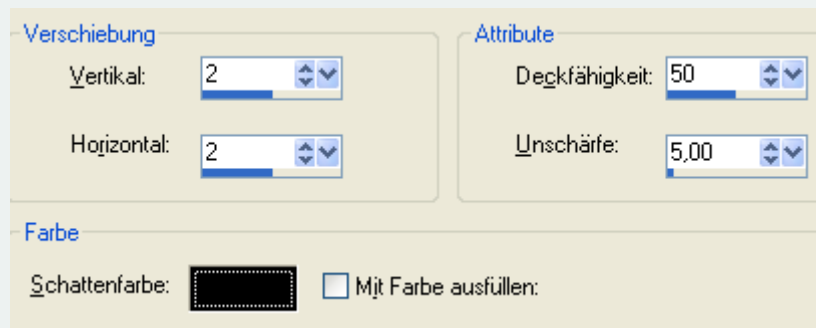 Verschiebung
Vertikal: 2
Horizontal: 2
Attribute
Deckfähigkeit: 50
Unschärfe: 5,00
Farbe
Schattenfarbe:
Mit Farbe ausfüllen: